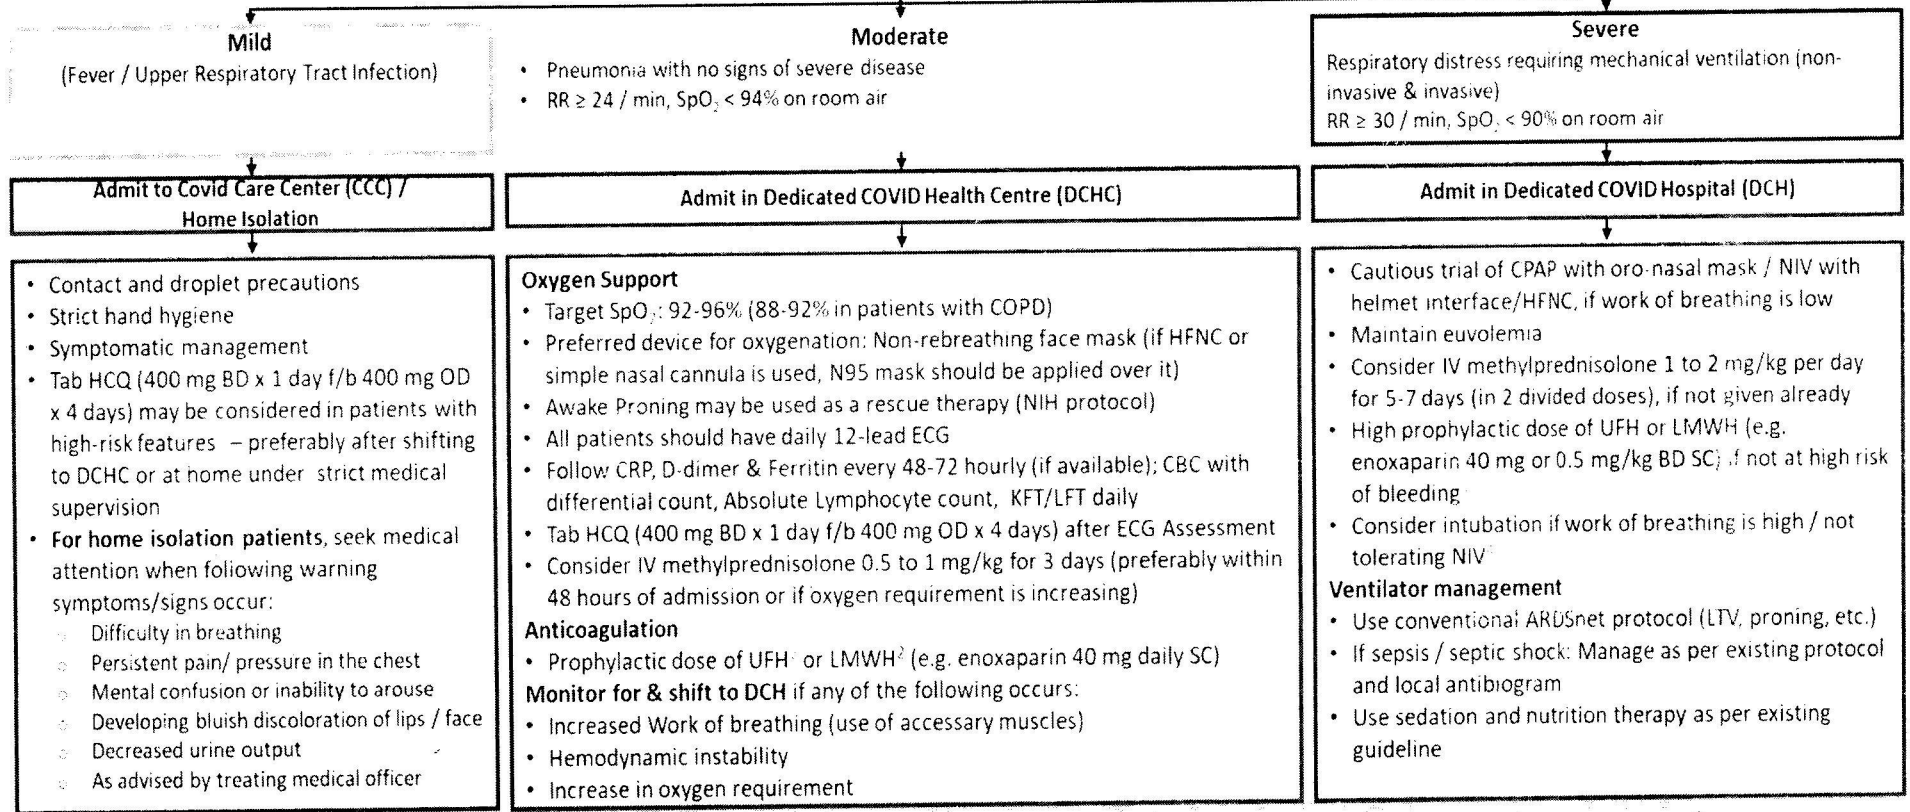 Mild
(Fever / Upper Respiratory Tract Infection)
Admit to Covid Care Center (CCC) /
Home Isolation
• Contact and droplet precautions
• Strict hand hygiene
• Symptomatic management
• Tab HCQ (400 mg BD x 1 day f/b 400 mg OD
x 4 days) may be considered in patients with
high-risk features – preferably after shifting
to DCHC or at home under strict medical
supervision
• For home isolation patients, seek medical
attention when following warning
symptoms/signs occur:
○ Difficulty in breathing
○ Persistent pain/ pressure in the chest
○ Mental confusion or inability to arouse
○ Developing bluish discoloration of lips / face
○ Decreased urine output
○ As advised by treating medical officer
Moderate
• Pneumonia with no signs of severe disease
• RR ≥ 24 / min, SpO₂ < 94% on room air
Admit in Dedicated COVID Health Centre (DCHC)
Oxygen Support
• Target SpO₂: 92-96% (88-92% in patients with COPD)
• Preferred device for oxygenation: Non-rebreathing face mask (if HFNC or
simple nasal cannula is used, N95 mask should be applied over it)
• Awake Proning may be used as a rescue therapy (NIH protocol)
• All patients should have daily 12-lead ECG
• Follow CRP, D-dimer & Ferritin every 48-72 hourly (if available); CBC with
differential count, Absolute Lymphocyte count, KFT/LFT daily
• Tab HCQ (400 mg BD x 1 day f/b 400 mg OD x 4 days) after ECG Assessment
• Consider IV methylprednisolone 0.5 to 1 mg/kg for 3 days (preferably within
48 hours of admission or if oxygen requirement is increasing)
Anticoagulation
• Prophylactic dose of UFH or LMWH² (e.g. enoxaparin 40 mg daily SC)
Monitor for & shift to DCH if any of the following occurs:
• Increased Work of breathing (use of accessary muscles)
• Hemodynamic instability
• Increase in oxygen requirement
Severe
Respiratory distress requiring mechanical ventilation (non-
invasive & invasive)
RR ≥ 30 / min, SpO₂ < 90% on room air
Admit in Dedicated COVID Hospital (DCH)
• Cautious trial of CPAP with oro-nasal mask / NIV with
helmet interface/HFNC, if work of breathing is low
• Maintain euvolemia
• Consider IV methylprednisolone 1 to 2 mg/kg per day
for 5-7 days (in 2 divided doses), if not given already
• High prophylactic dose of UFH or LMWH (e.g.
enoxaparin 40 mg or 0.5 mg/kg BD SC) if not at high risk
of bleeding
• Consider intubation if work of breathing is high / not
tolerating NIV
Ventilator management
• Use conventional ARDSnet protocol (LTV, proning, etc.)
• If sepsis / septic shock: Manage as per existing protocol
and local antibiogram
• Use sedation and nutrition therapy as per existing
guideline